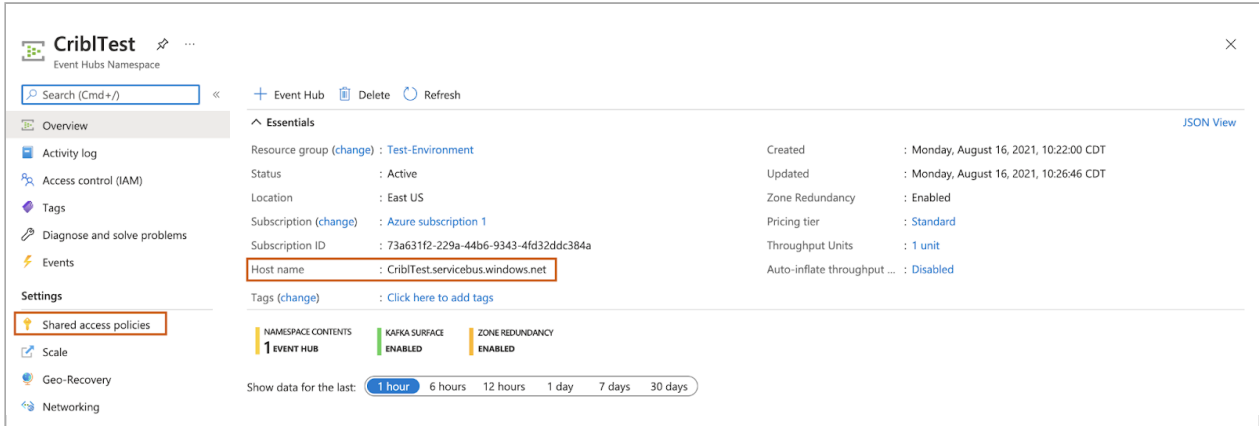 CriblTest ...
Event Hubs Namespace
Search (Cmd+/)
«
Overview
Activity log
Access control (IAM)
Tags
Diagnose and solve problems
Events
Settings
Shared access policies
Scale
Geo-Recovery
Networking
+ Event Hub Delete Refresh
Essentials JSON View
Resource group (change) : Test-Environment
Status : Active
Location : East US
Subscription (change) : Azure subscription 1
Subscription ID : 73a631f2-229a-44b6-9343-4fd32ddc384a
Host name : CriblTest.servicebus.windows.net
Tags (change) : Click here to add tags
Created : Monday, August 16, 2021, 10:22:00 CDT
Updated : Monday, August 16, 2021, 10:26:46 CDT
Zone Redundancy : Enabled
Pricing tier : Standard
Throughput Units : 1 unit
Auto-inflate throughput ... : Disabled
NAMESPACE CONTENTS
1 EVENT HUB
KAFKA SURFACE
ENABLED
ZONE REDUNDANCY
ENABLED
Show data for the last: 1 hour 6 hours 12 hours 1 day 7 days 30 days